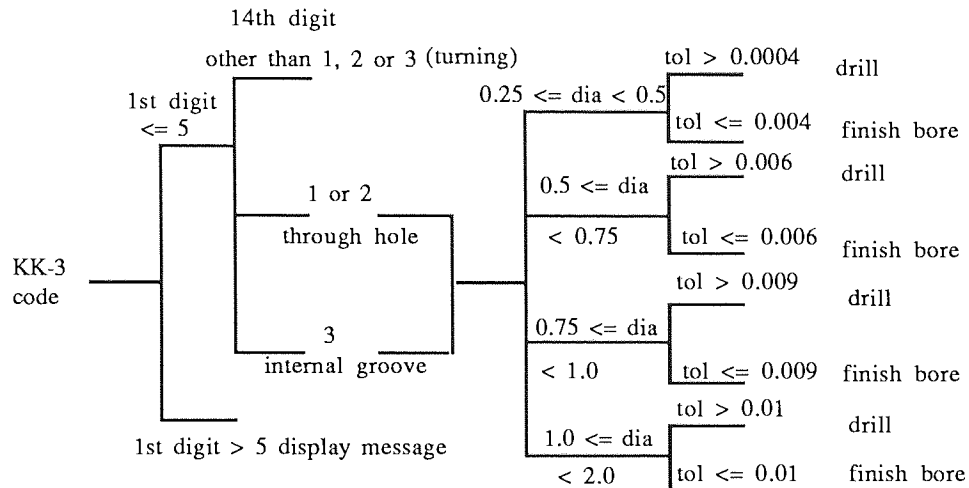 14th digit
other than 1, 2 or 3 (turning)
1st digit
<= 5
1 or 2
through hole
KK-3
code
3
internal groove
1st digit > 5 display message
0.25 <= dia < 0.5
tol > 0.0004
drill
tol <= 0.004
finish bore
0.5 <= dia
< 0.75
tol > 0.006
drill
tol <= 0.006
finish bore
0.75 <= dia
< 1.0
tol > 0.009
drill
tol <= 0.009
finish bore
1.0 <= dia
< 2.0
tol > 0.01
drill
tol <= 0.01
finish bore